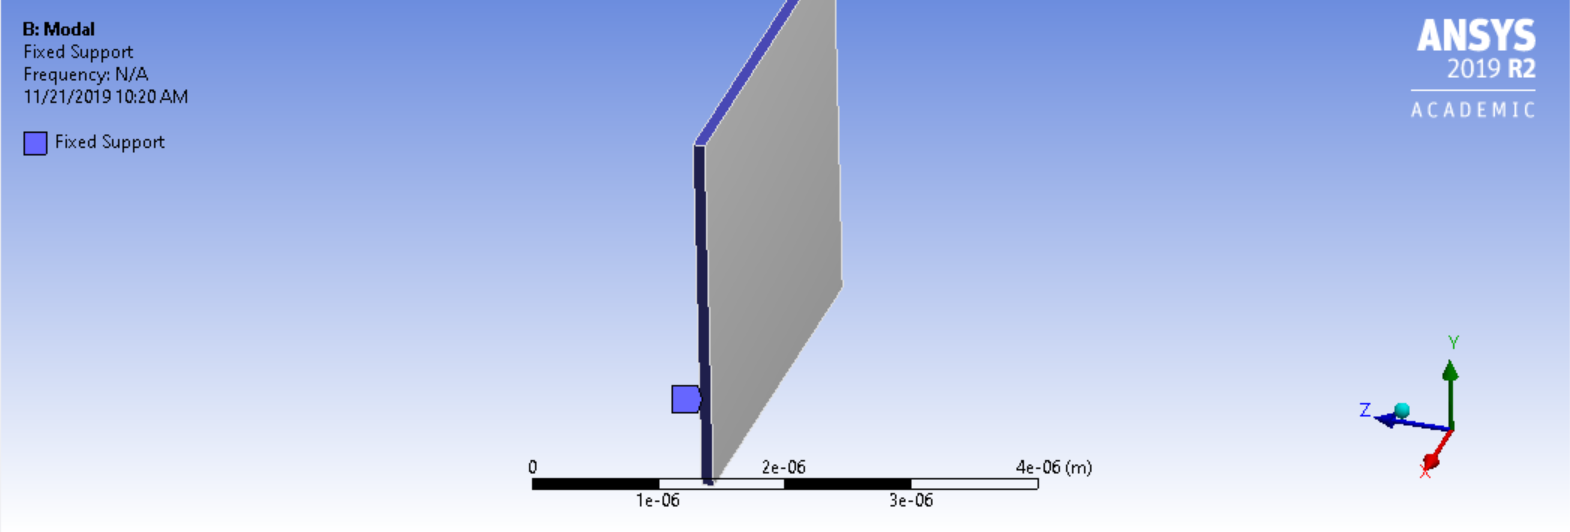 B: Modal
Fixed Support
Frequency: N/A
11/21/2019 10:20 AM
Fixed Support
ANSYS
2019 R2
ACADEMIC
Y
Z
X
0 2e-06 4e-06 (m)
1e-06 3e-06